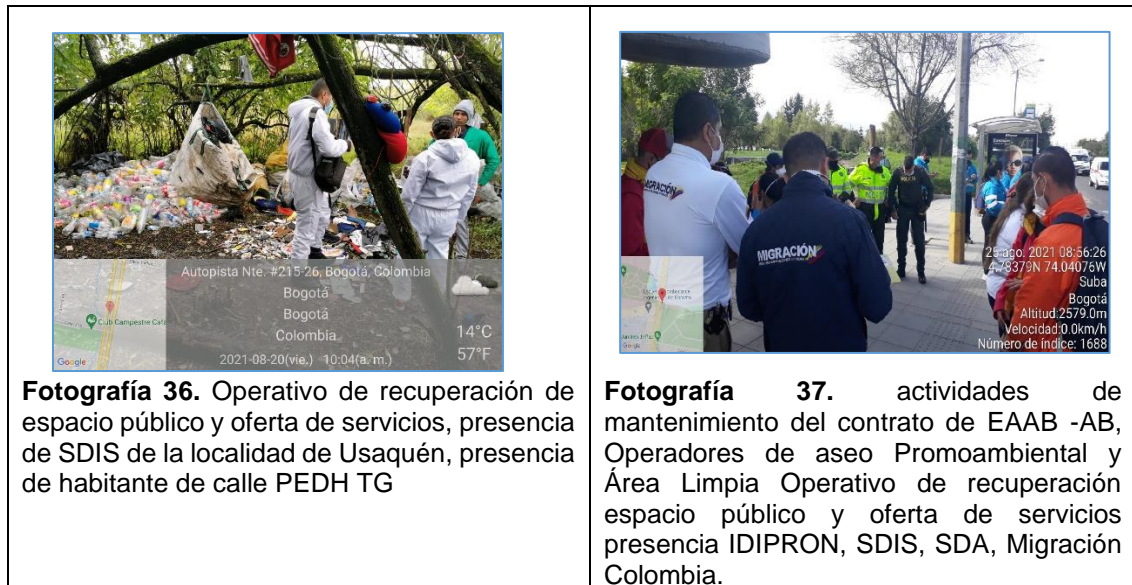 Autopista Nte. #215-26, Bogotá, Colombia
Bogotá
Bogotá
Colombia
2021-08-20(vie.) 10:04(a. m.)
14°C
57°F
Google
Fotografía 36. Operativo de recuperación de
espacio público y oferta de servicios, presencia
de SDIS de la localidad de Usaquén, presencia
de habitante de calle PEDH TG
MIGRACIÓN
MIGRACIÓN
25 ago. 2021 08:56:26
4.78379N 74.04076W
Suba
Bogotá
Altitud:2579.0m
Velocidad:0.0km/h
Número de índice: 1688
Google
Fotografía 37. actividades de
mantenimiento del contrato de EAAB -AB,
Operadores de aseo Promoambiental y
Área Limpia Operativo de recuperación
espacio público y oferta de servicios
presencia IDIPRON, SDIS, SDA, Migración
Colombia.